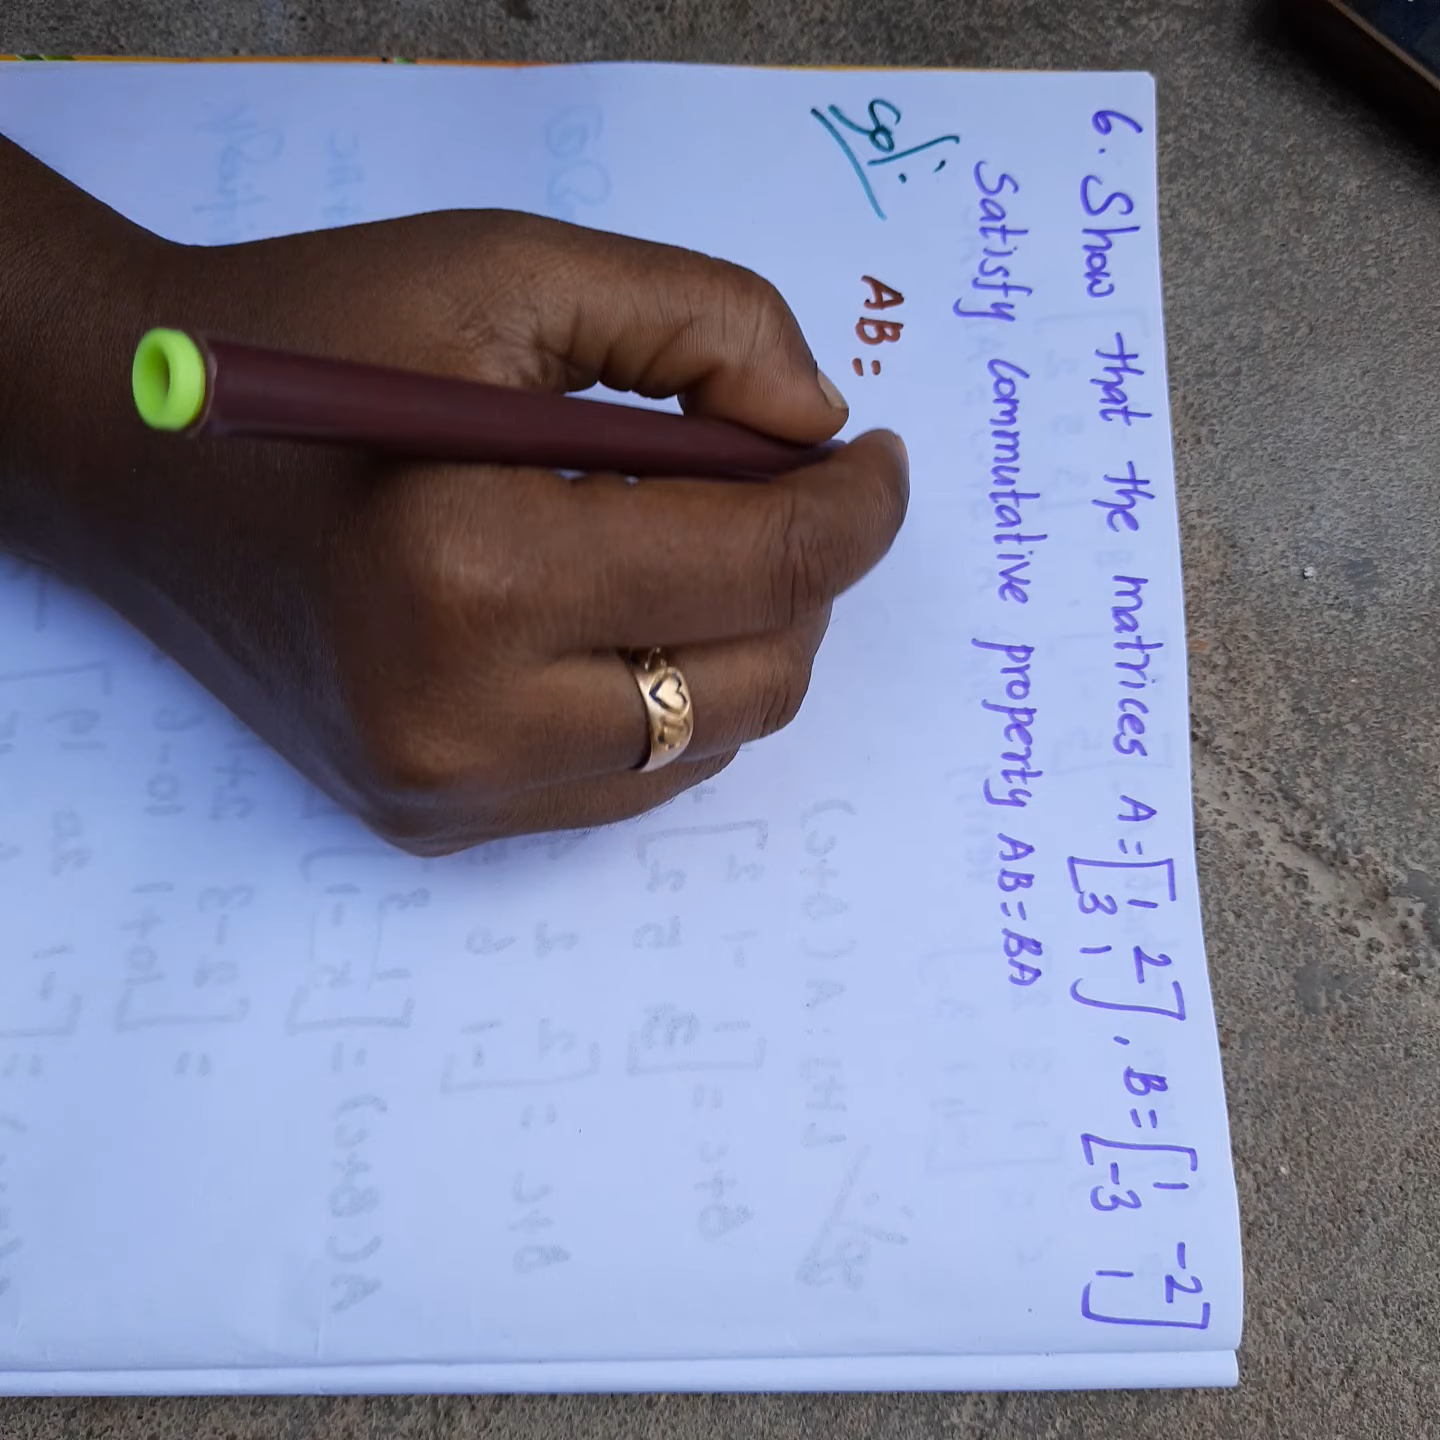 6. Show that the matrices A = [1 2
3 1], B = [1 -2
-3 1]
Satisfy Commutative property AB = BA
Sol:
AB =